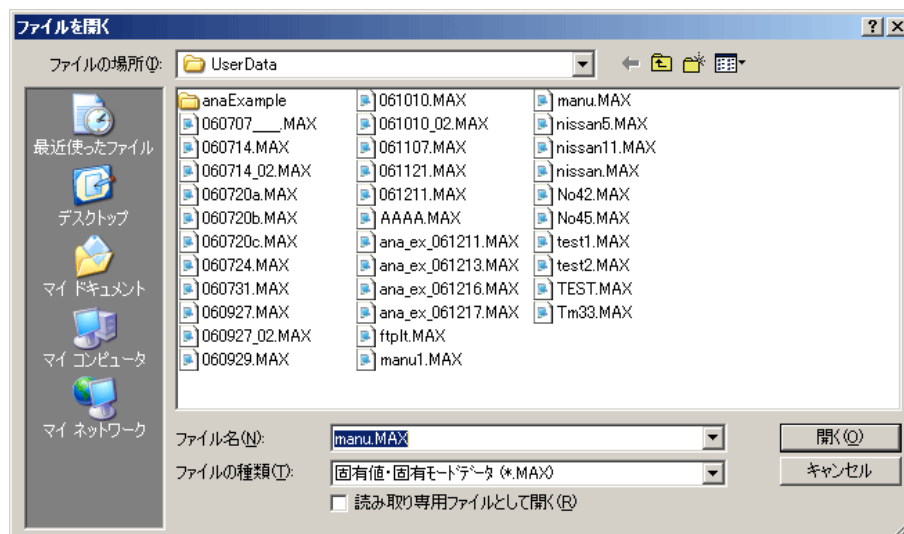 ファイルを開く
ファイルの場所(I):
UserData
最近使ったファイル
デスクトップ
マイ ドキュメント
マイ コンピュータ
マイ ネットワーク
anaExample
060707___.MAX
060714.MAX
060714_02.MAX
060720a.MAX
060720b.MAX
060720c.MAX
060724.MAX
060731.MAX
060927.MAX
060927_02.MAX
060929.MAX
061010.MAX
061010_02.MAX
061107.MAX
061121.MAX
061211.MAX
AAAA.MAX
ana_ex_061211.MAX
ana_ex_061213.MAX
ana_ex_061216.MAX
ana_ex_061217.MAX
ftplt.MAX
manu1.MAX
manu.MAX
nissan5.MAX
nissan11.MAX
nissan.MAX
No42.MAX
No45.MAX
test1.MAX
test2.MAX
TEST.MAX
Tm33.MAX
ファイル名(N):
manu.MAX
開く(O)
ファイルの種類(T):
固有値・固有モードデータ (*.MAX)
キャンセル
読み取り専用ファイルとして開く(R)